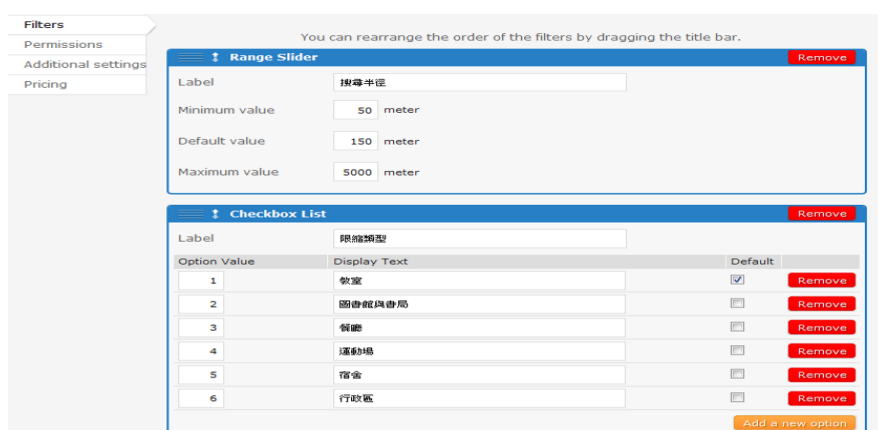 Filters
Permissions
Additional settings
Pricing
You can rearrange the order of the filters by dragging the title bar.
Range Slider Remove
Label 搜尋半徑
Minimum value 50 meter
Default value 150 meter
Maximum value 5000 meter
Checkbox List Remove
Label 限縮類型
Option Value Display Text Default
1 教室 Remove
2 圖書館與書局 Remove
3 餐廳 Remove
4 運動場 Remove
5 宿舍 Remove
6 行政區 Remove
Add a new option